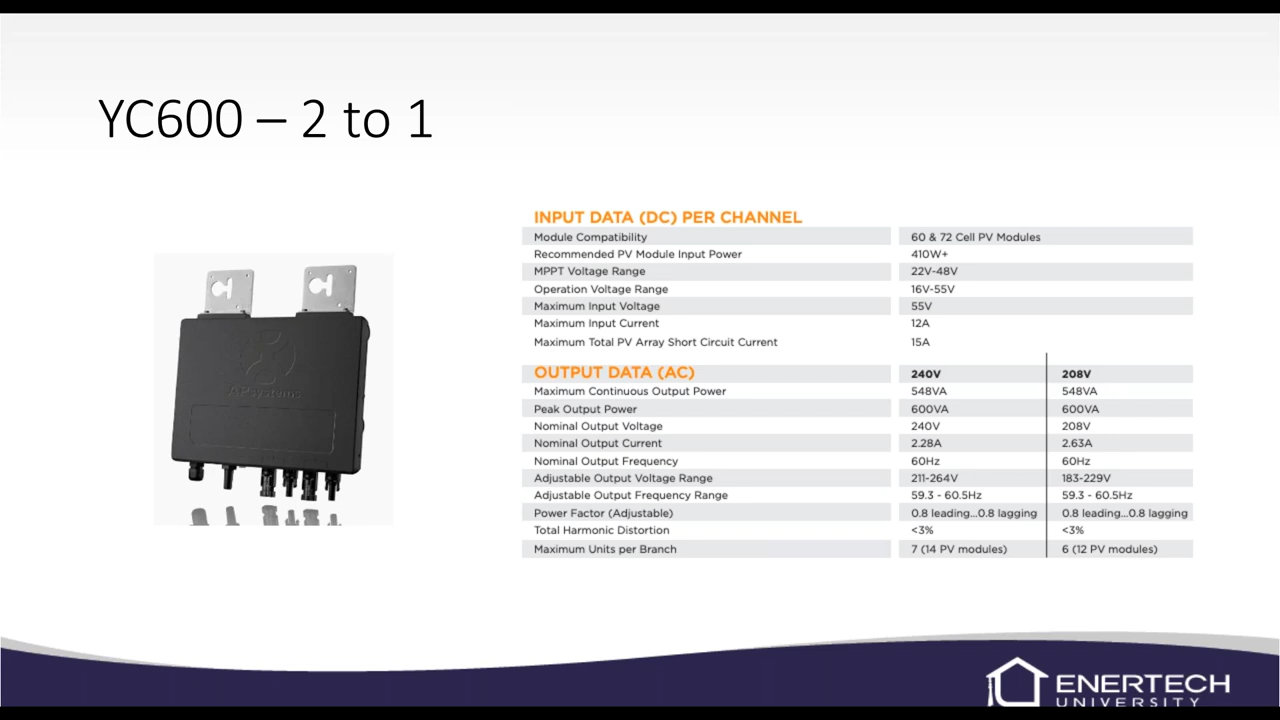 YC600 – 2 to 1
APsystems
INPUT DATA (DC) PER CHANNEL
Module Compatibility 60 & 72 Cell PV Modules
Recommended PV Module Input Power 410W+
MPPT Voltage Range 22V-48V
Operation Voltage Range 16V-55V
Maximum Input Voltage 55V
Maximum Input Current 12A
Maximum Total PV Array Short Circuit Current 15A
OUTPUT DATA (AC) 240V 208V
Maximum Continuous Output Power 548VA 548VA
Peak Output Power 600VA 600VA
Nominal Output Voltage 240V 208V
Nominal Output Current 2.28A 2.63A
Nominal Output Frequency 60Hz 60Hz
Adjustable Output Voltage Range 211-264V 183-229V
Adjustable Output Frequency Range 59.3 - 60.5Hz 59.3 - 60.5Hz
Power Factor (Adjustable) 0.8 leading...0.8 lagging 0.8 leading...0.8 lagging
Total Harmonic Distortion <3% <3%
Maximum Units per Branch 7 (14 PV modules) 6 (12 PV modules)
ENERTECH
UNIVERSITY